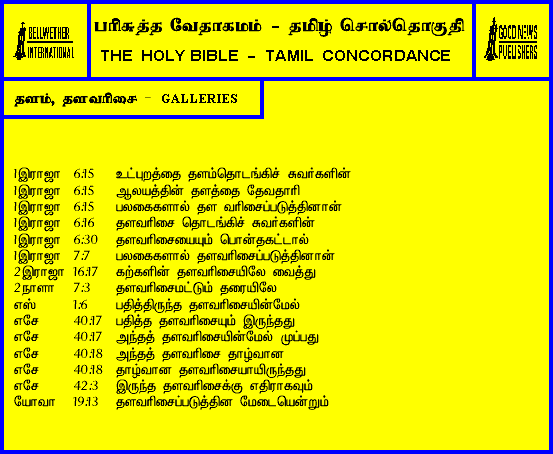 BELLWETHER
INTERNATIONAL
பரிசுத்த வேதாகமம் - தமிழ் சொல்தொகுதி
THE HOLY BIBLE - TAMIL CONCORDANCE
GOOD NEWS
PUBLISHERS
தளம், தளவரிசை - GALLERIES
1இராஜா 6:15 உட்புறத்தை தளம்தொடங்கிச் சுவர்களின்
1இராஜா 6:15 ஆலயத்தின் தளத்தை தேவதாரி
1இராஜா 6:15 பலகைகளால் தள வரிசைப்படுத்தினான்
1இராஜா 6:16 தளவரிசை தொடங்கிச் சுவர்களின்
1இராஜா 6:30 தளவரிசையையும் பொன்தகட்டால்
1இராஜா 7:7 பலகைகளால் தளவரிசைப்படுத்தினான்
2இராஜா 16:17 கற்களின் தளவரிசையிலே வைத்து
2நாளா 7:3 தளவரிசைமட்டும் தரையிலே
எஸ் 1:6 பதித்திருந்த தளவரிசையின்மேல்
எசே 40:17 பதித்த தளவரிசையும் இருந்தது
எசே 40:17 அந்தத் தளவரிசையின்மேல் முப்பது
எசே 40:18 அந்தத் தளவரிசை தாழ்வான
எசே 40:18 தாழ்வான தளவரிசையாயிருந்தது
எசே 42:3 இருந்த தளவரிசைக்கு எதிராகவும்
யோவா 19:13 தளவரிசைப்படுத்தின மேடையென்றும்